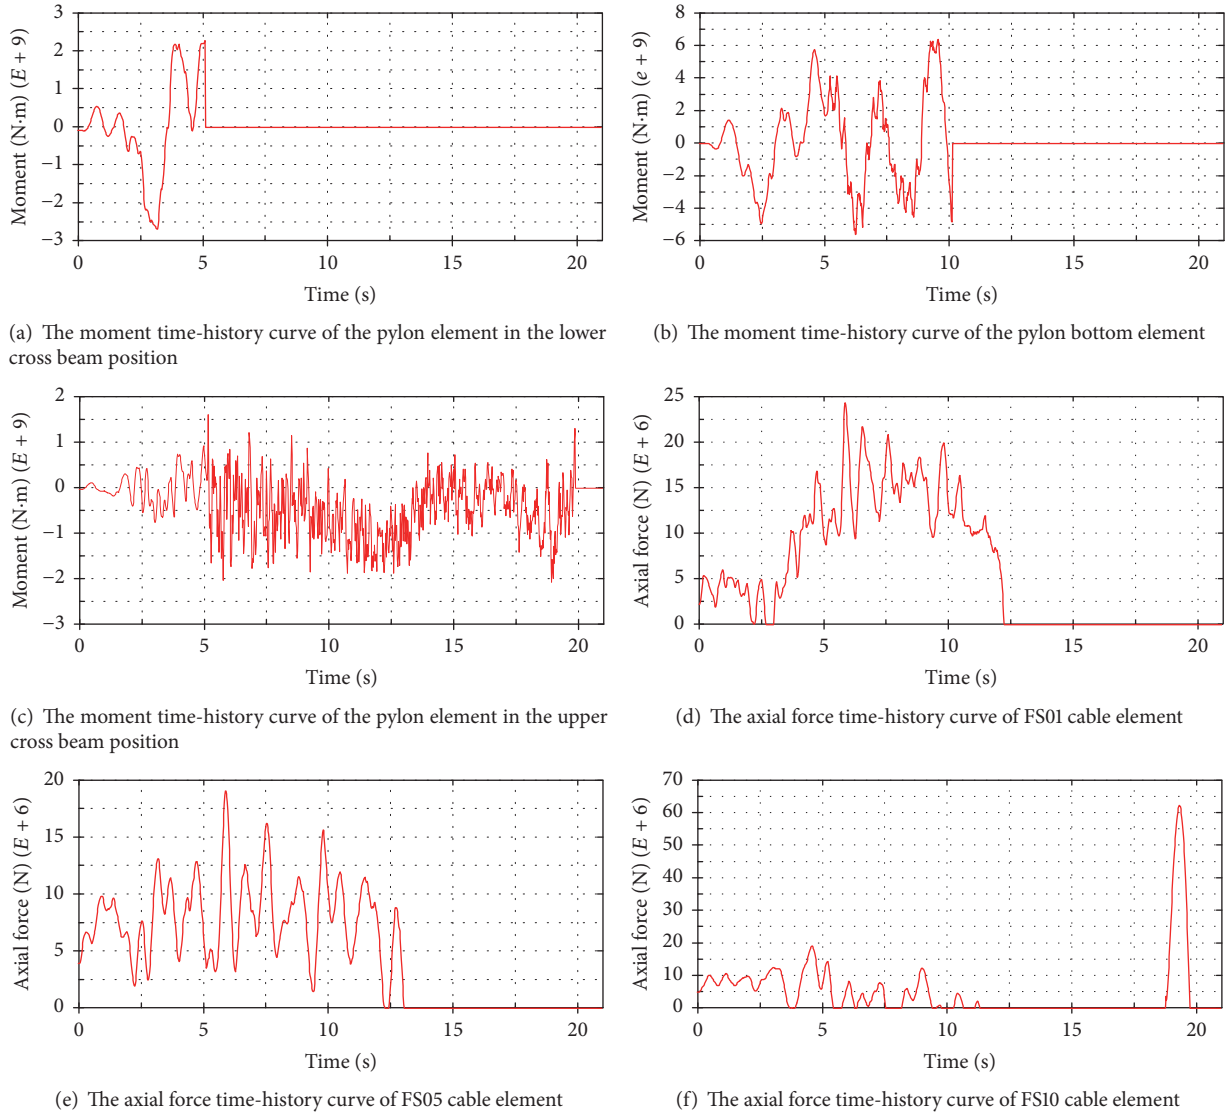 3
2
1
0
−1
−2
−3
Moment (N·m) (E + 9)
0 5 10 15 20
Time (s)
(a) The moment time-history curve of the pylon element in the lower
cross beam position
8
6
4
2
0
−2
−4
−6
Moment (N·m) (e + 9)
0 5 10 15 20
Time (s)
(b) The moment time-history curve of the pylon bottom element
2
1
0
−1
−2
−3
Moment (N·m) (E + 9)
0 5 10 15 20
Time (s)
(c) The moment time-history curve of the pylon element in the upper
cross beam position
25
20
15
10
5
0
Axial force (N) (E + 6)
0 5 10 15 20
Time (s)
(d) The axial force time-history curve of FS01 cable element
20
15
10
5
0
Axial force (N) (E + 6)
0 5 10 15 20
Time (s)
(e) The axial force time-history curve of FS05 cable element
70
60
50
40
30
20
10
0
Axial force (N) (E + 6)
0 5 10 15 20
Time (s)
(f) The axial force time-history curve of FS10 cable element